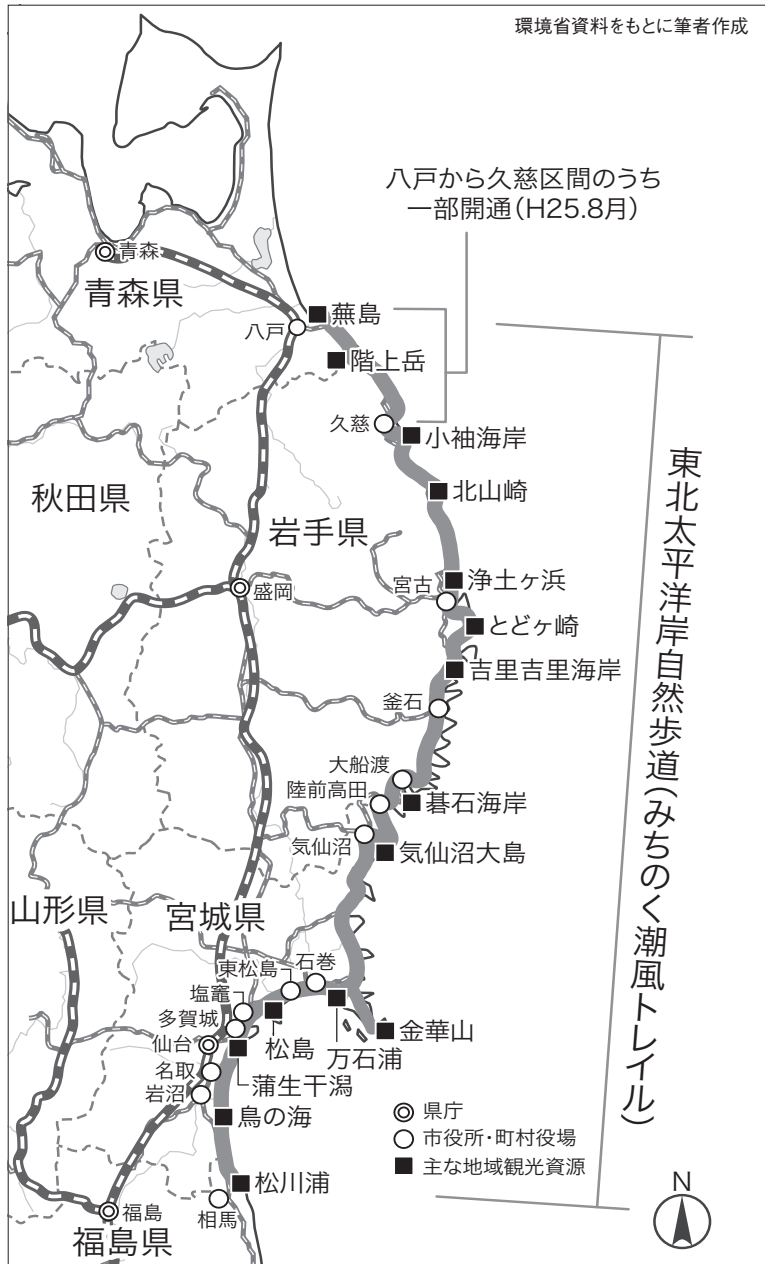 環境省資料をもとに筆者作成
八戸から久慈区間のうち
一部開通(H25.8月)
青森
青森県
蕪島
八戸
階上岳
久慈
小袖海岸
北山崎
秋田県
岩手県
浄土ヶ浜
盛岡
宮古
とどヶ崎
吉里吉里海岸
釜石
大船渡
陸前高田
碁石海岸
気仙沼
気仙沼大島
山形県
宮城県
石巻
東松島
塩竈
多賀城
仙台
松島
万石浦
金華山
名取
蒲生干潟
岩沼
鳥の海
松川浦
相馬
福島
福島県
東北太平洋岸自然歩道(みちのく潮風トレイル)
県庁
市役所・町村役場
主な地域観光資源
N